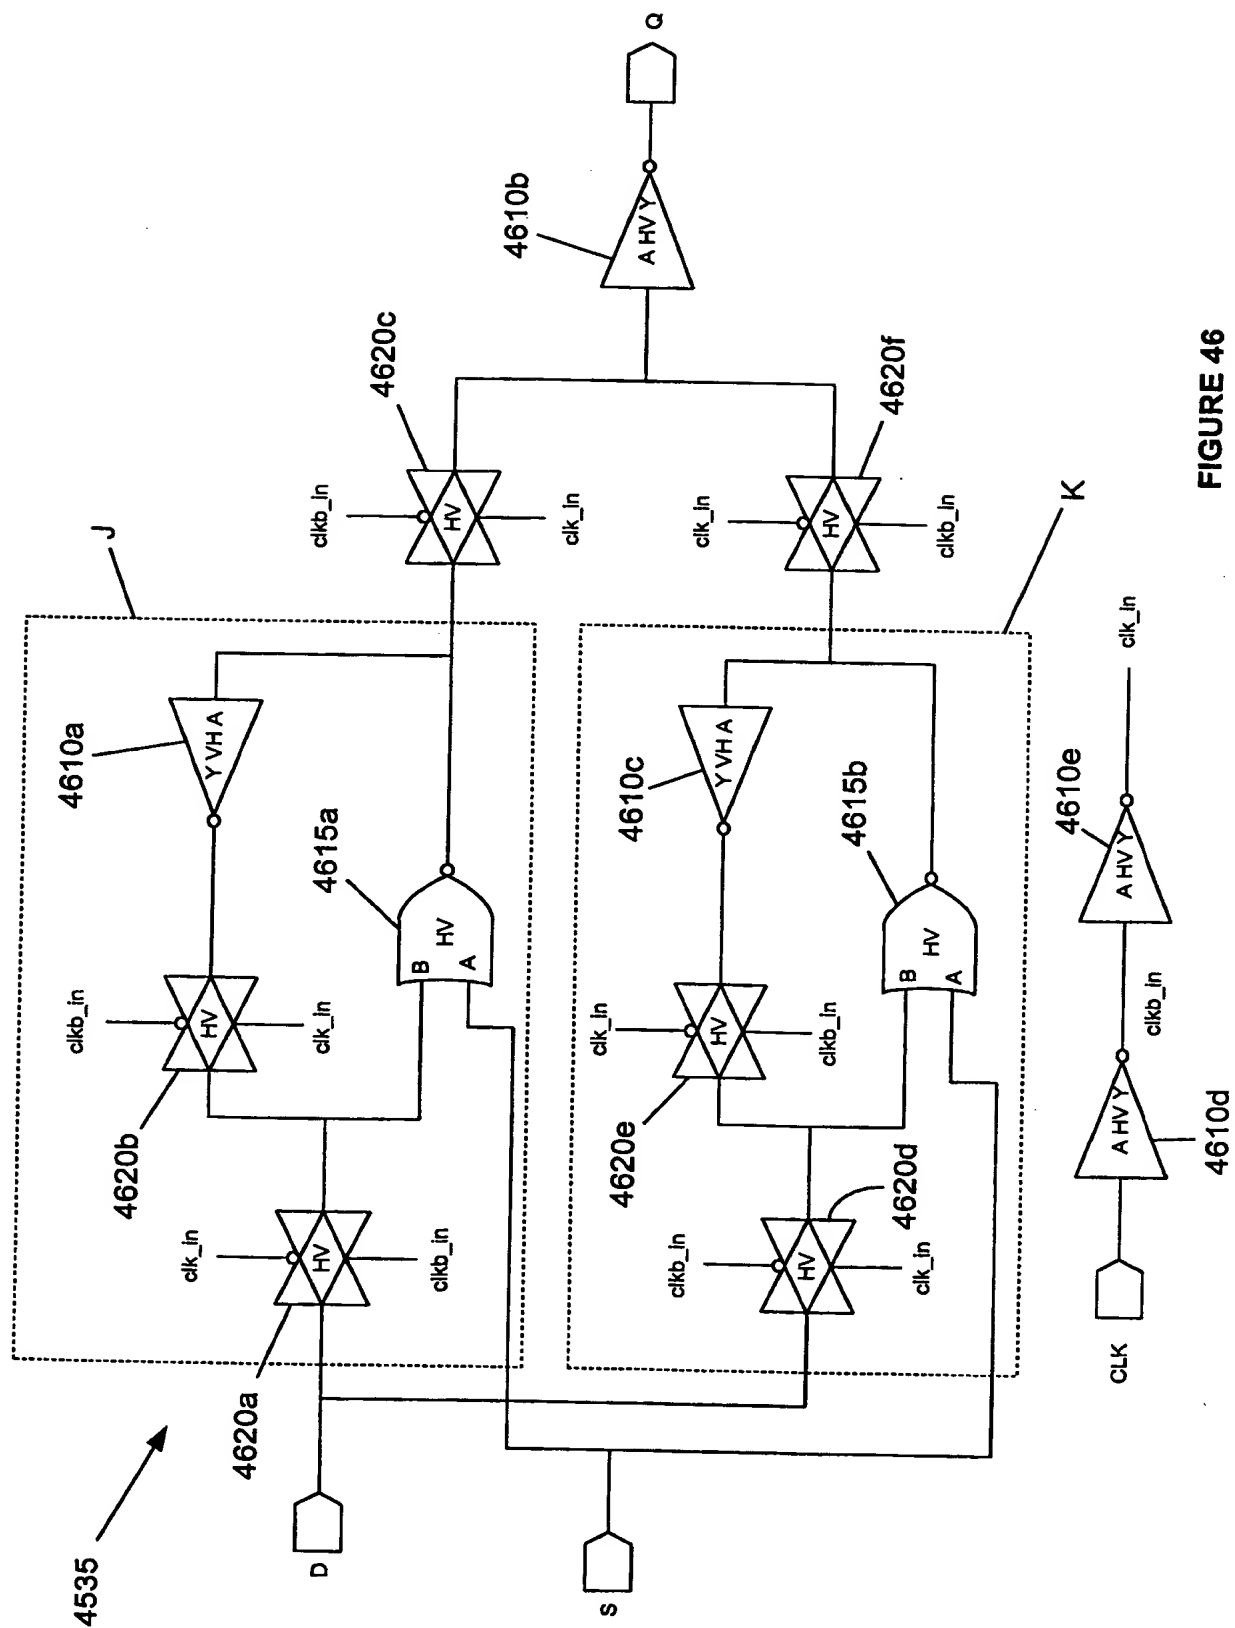 4535
J
4610a
Y VH A
clkb_in
HV
clk_in
4620b
4615a
B
HV
A
clk_in
HV
clkb_in
4620a
D
S
clkb_in
HV
clk_in
4620c
4610b
A HV Y
Q
clk_in
HV
clkb_in
4620f
K
4610c
Y VH A
clk_in
HV
clkb_in
4620e
4615b
B
HV
A
clkb_in
HV
clk_in
4620d
CLK
A HV Y
4610d
clkb_in
A HV Y
4610e
clk_in
FIGURE 46